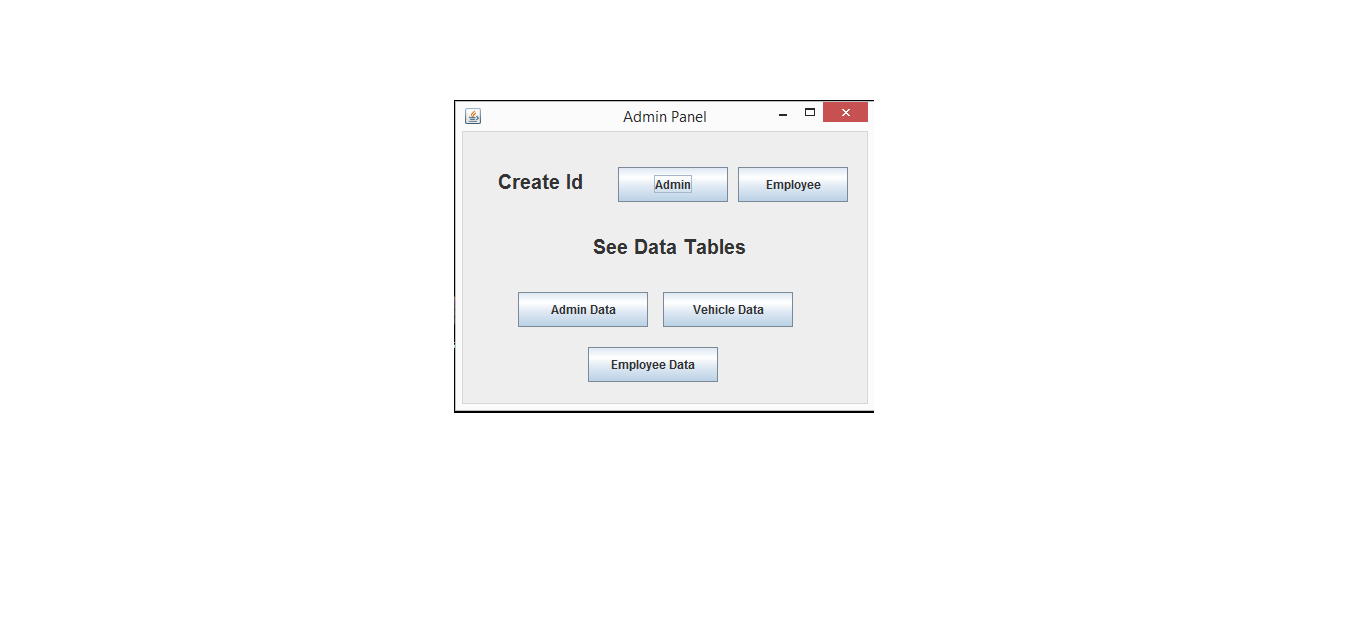 Admin Panel
Create Id Admin Employee
See Data Tables
Admin Data Vehicle Data
Employee Data